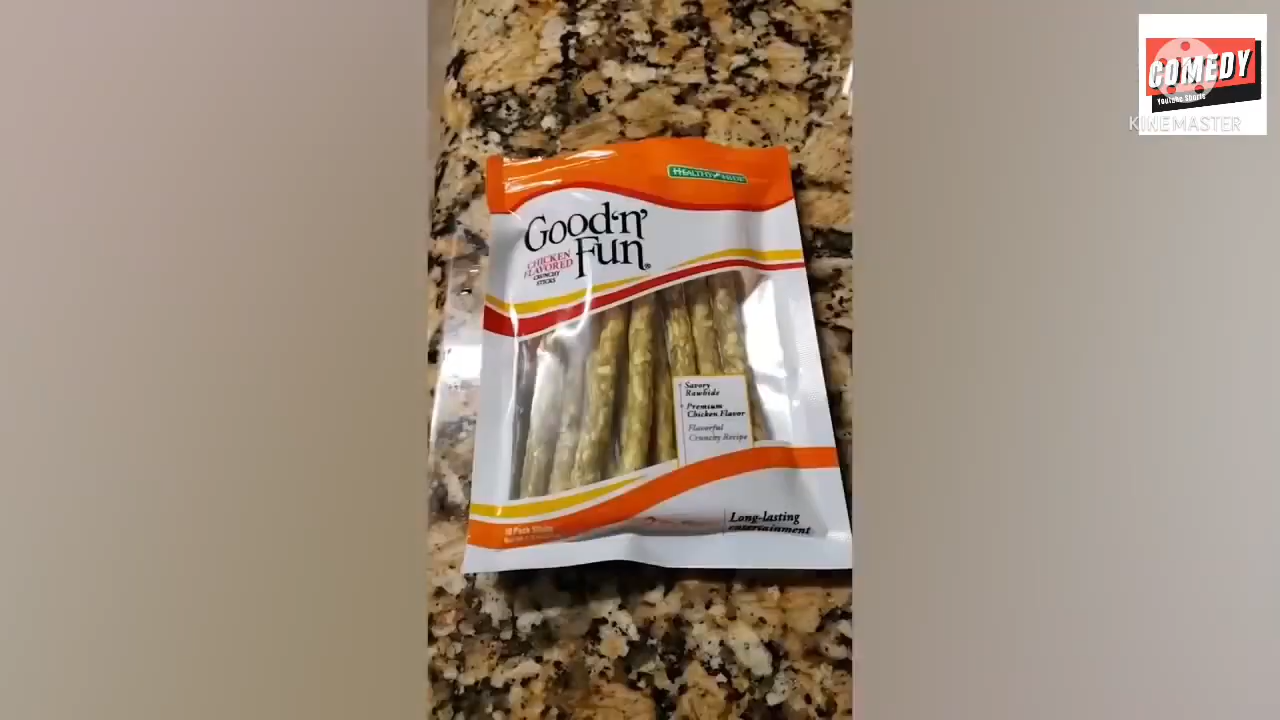 COMEDY
Youtube Shorts
KINEMASTER
HEALTHY HIDE
Good'n'
Fun®
CHICKEN
FLAVORED
CRUNCHY
STICKS
Savory
Rawhide
Premium
Chicken Flavor
Flavorful
Crunchy Recipe
Long-lasting
entertainment